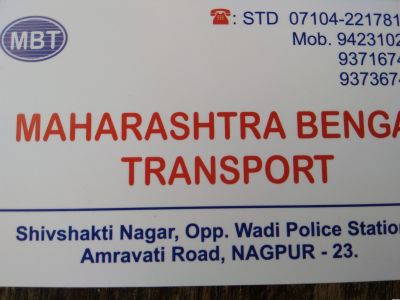 MBT
☎: STD 07104-221781
Mob. 9423102
937167
937367
MAHARASHTRA BENGA
TRANSPORT
Shivshakti Nagar, Opp. Wadi Police Station
Amravati Road, NAGPUR - 23.